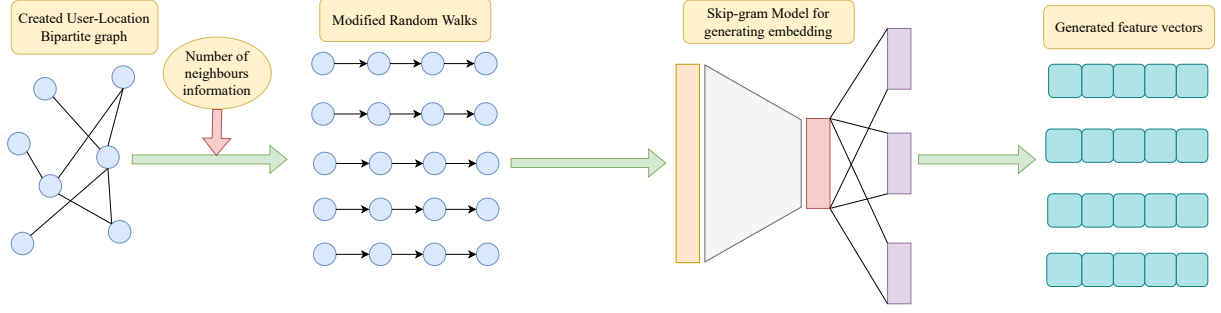 Created User-Location
Bipartite graph
Number of
neighbours
information
Modified Random Walks
Skip-gram Model for
generating embedding
Generated feature vectors